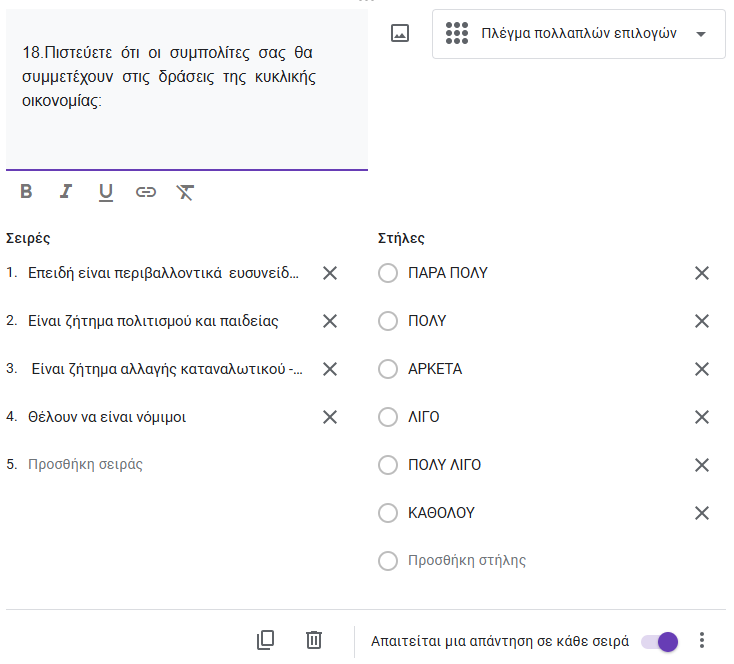 18.Πιστεύετε ότι οι συμπολίτες σας θα
συμμετέχουν στις δράσεις της κυκλικής
οικονομίας:
Πλέγμα πολλαπλών επιλογών
B I U
Σειρές
1. Επειδή είναι περιβαλλοντικά ευσυνείδ...
2. Είναι ζήτημα πολιτισμού και παιδείας
3. Είναι ζήτημα αλλαγής καταναλωτικού -...
4. Θέλουν να είναι νόμιμοι
5. Προσθήκη σειράς
Στήλες
ΠΑΡΑ ΠΟΛΥ
ΠΟΛΥ
ΑΡΚΕΤΑ
ΛΙΓΟ
ΠΟΛΥ ΛΙΓΟ
ΚΑΘΟΛΟΥ
Προσθήκη στήλης
Απαιτείται μια απάντηση σε κάθε σειρά